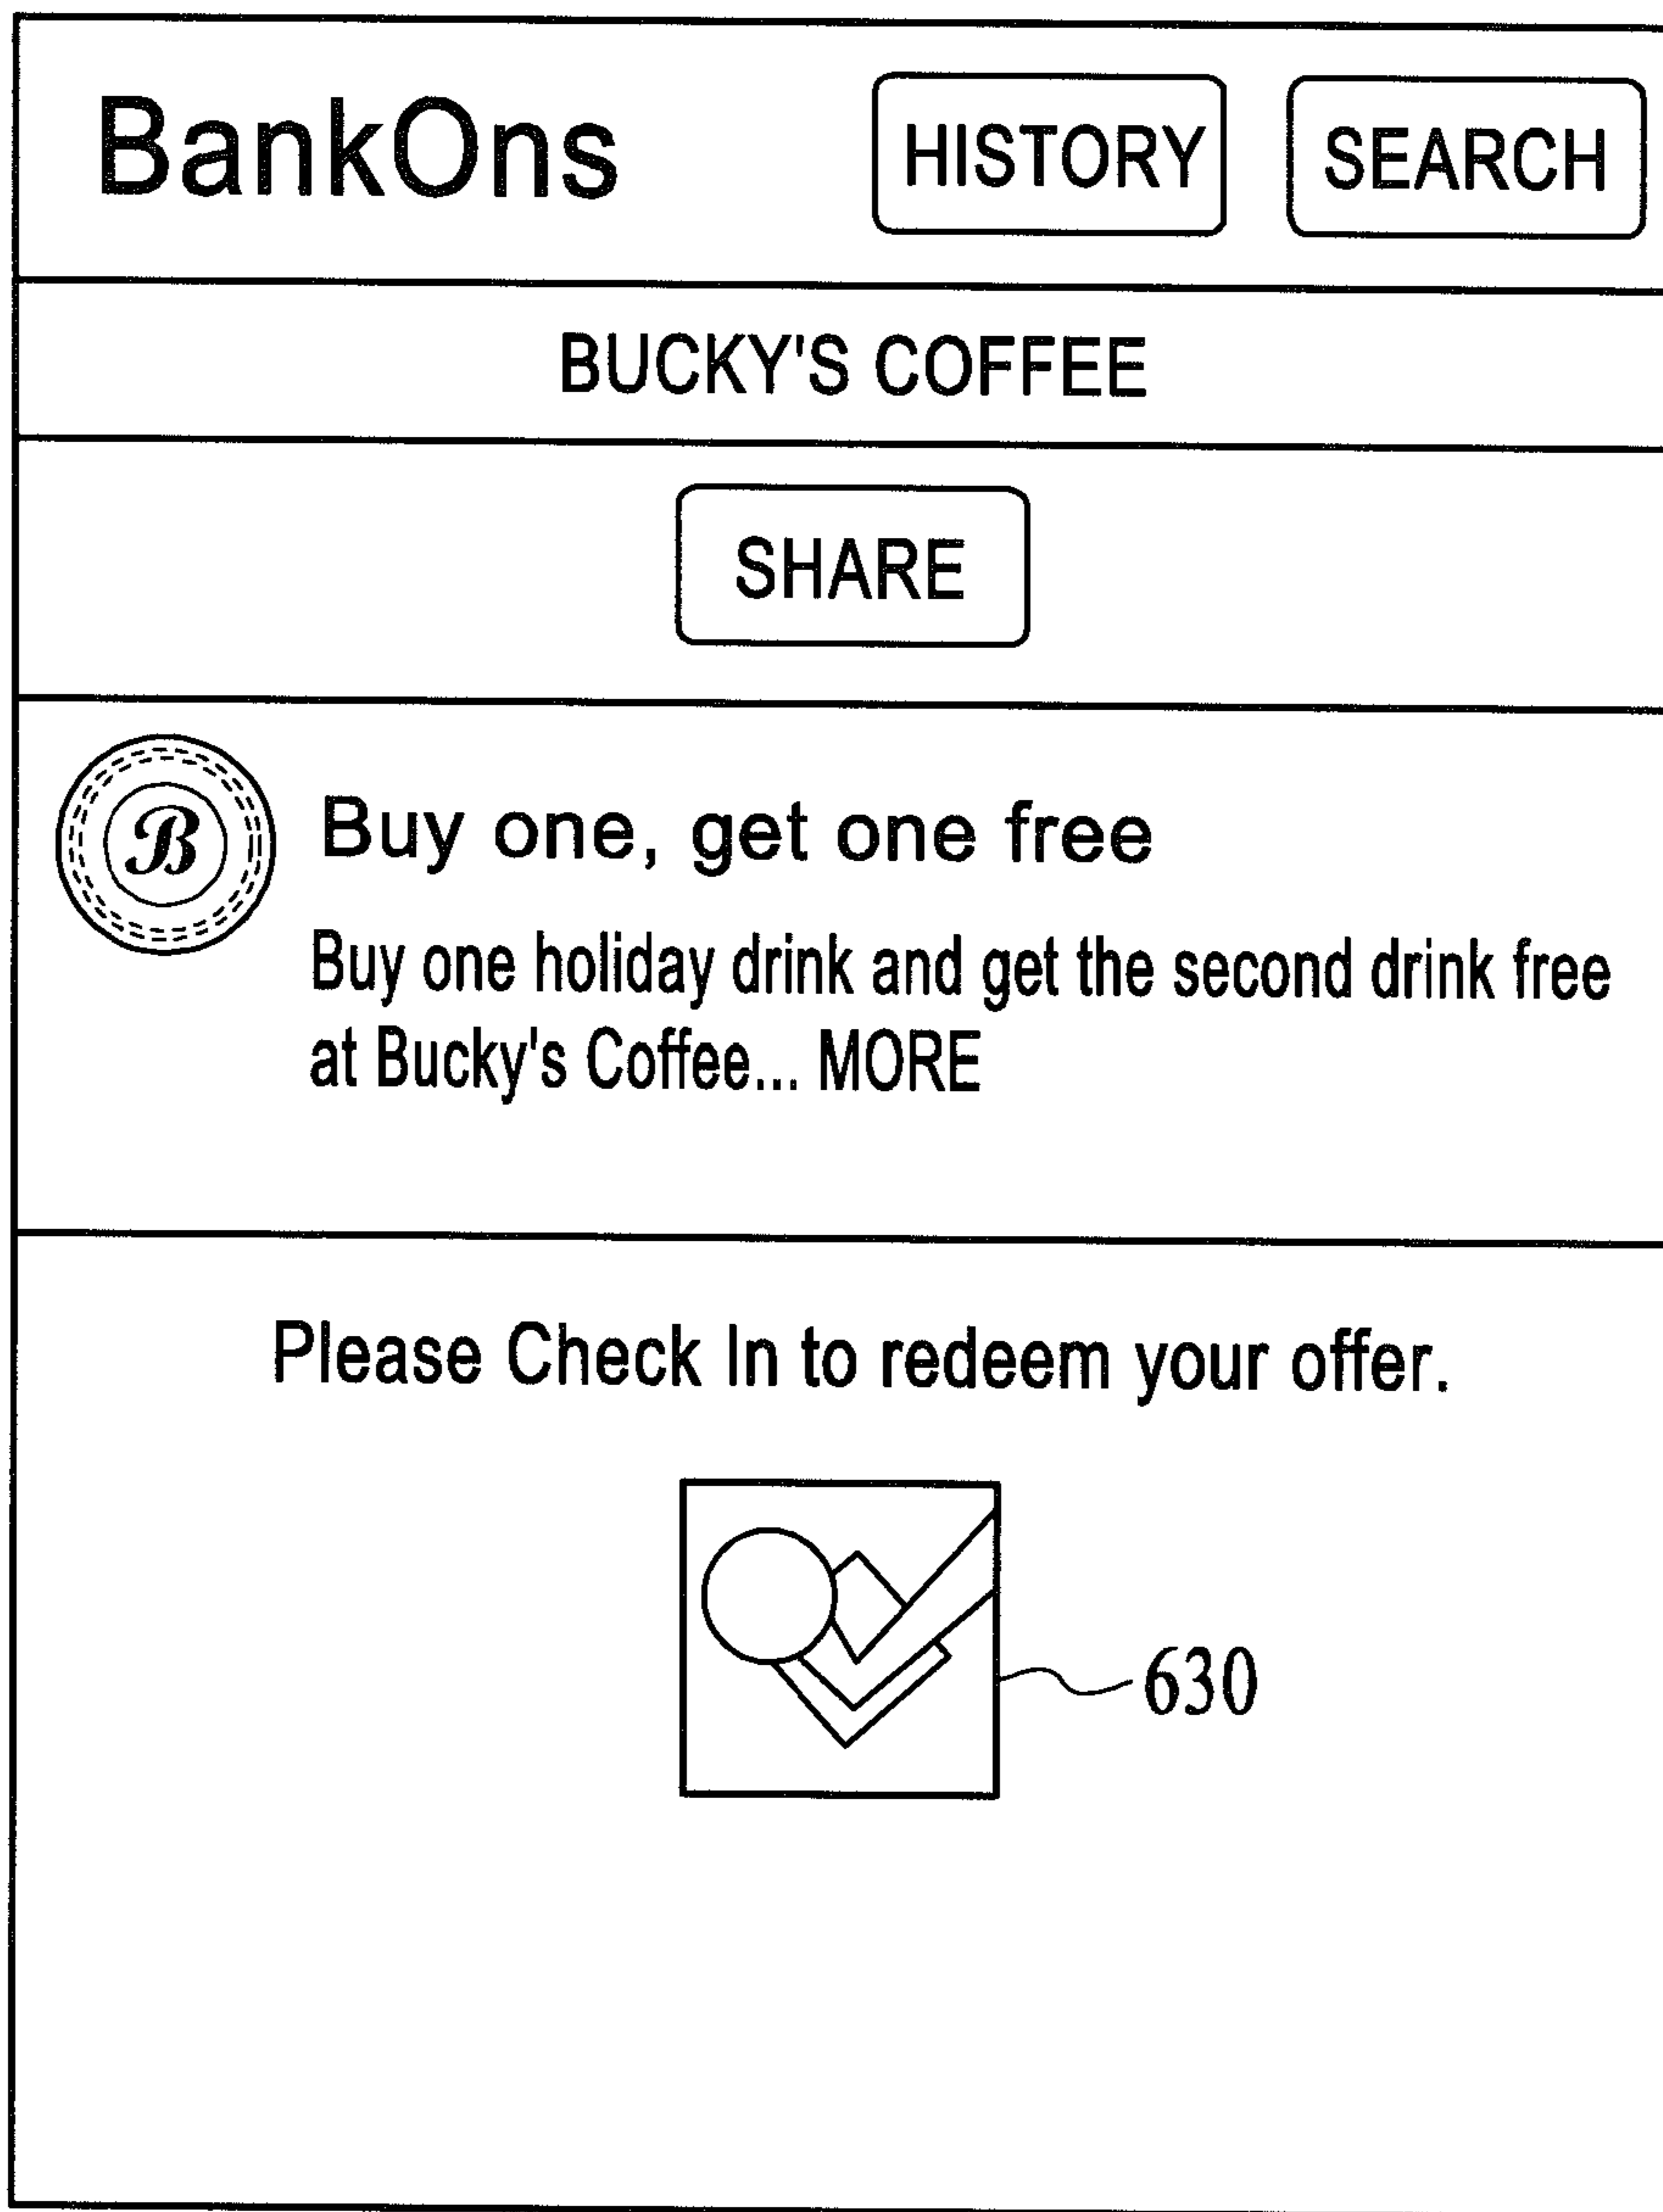 BankOns HISTORY SEARCH
BUCKY'S COFFEE
SHARE
B
Buy one, get one free
Buy one holiday drink and get the second drink free
at Bucky's Coffee... MORE
Please Check In to redeem your offer.
630